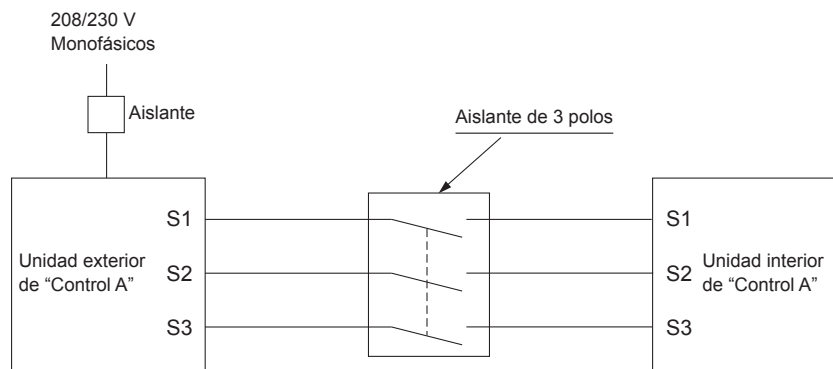 208/230 V
Monofásicos
Aislante
Aislante de 3 polos
S1
S2
S3
Unidad exterior
de “Control A”
S1
S2
S3
Unidad interior
de “Control A”